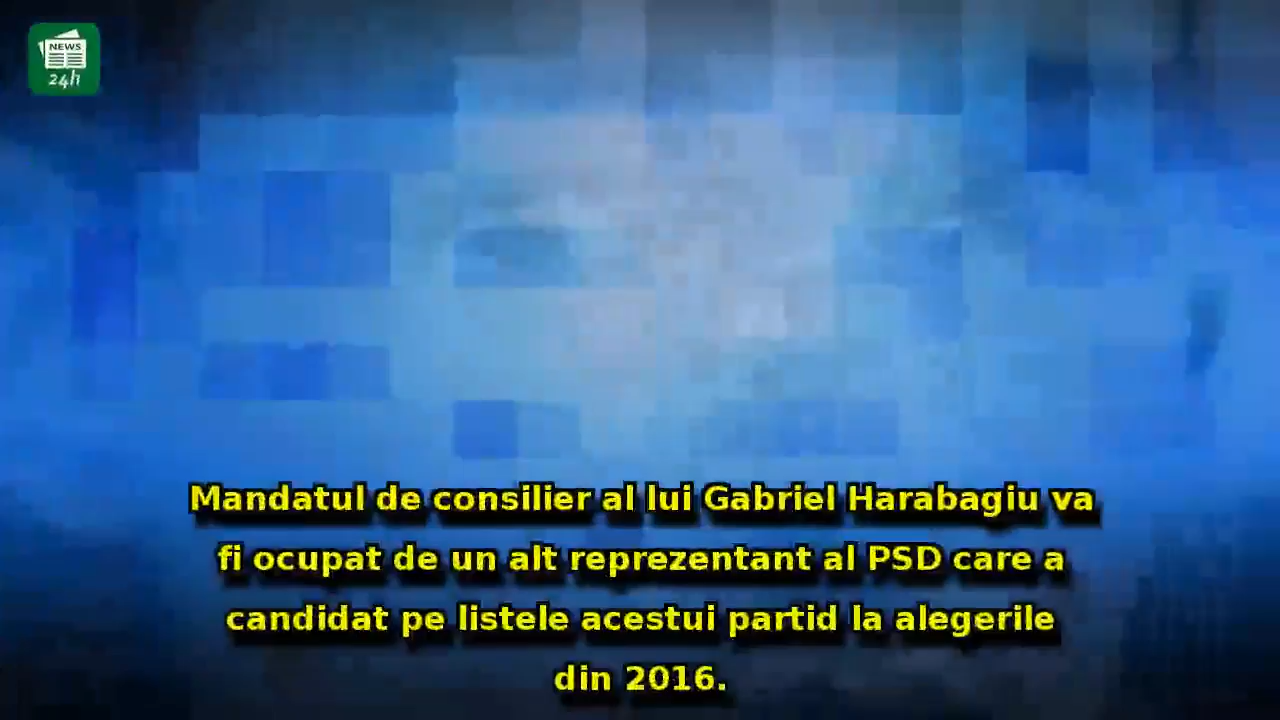 NEWS
24h
Mandatul de consilier al lui Gabriel Harabagiu va
fi ocupat de un alt reprezentant al PSD care a
candidat pe listele acestui partid la alegerile
din 2016.